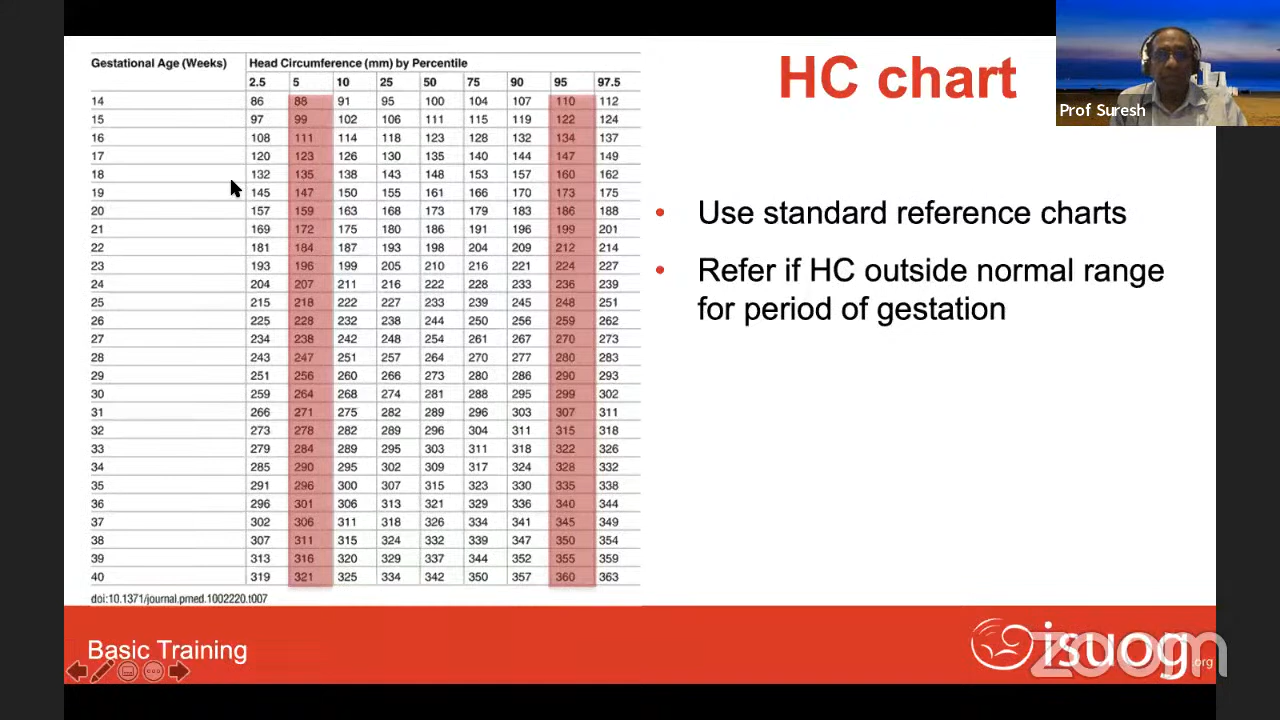 Gestational Age (Weeks) Head Circumference (mm) by Percentile
2.5 5 10 25 50 75 90 95 97.5
14 86 88 91 95 100 104 107 110 112
15 97 99 102 106 111 115 119 122 124
16 108 111 114 118 123 128 132 134 137
17 120 123 126 130 135 140 144 147 149
18 132 135 138 143 148 153 157 160 162
19 145 147 150 155 161 166 170 173 175
20 157 159 163 168 173 179 183 186 188
21 169 172 175 180 186 191 196 199 201
22 181 184 187 193 198 204 209 212 214
23 193 196 199 205 210 216 221 224 227
24 204 207 211 216 222 228 233 236 239
25 215 218 222 227 233 239 245 248 251
26 225 228 232 238 244 250 256 259 262
27 234 238 242 248 254 261 267 270 273
28 243 247 251 257 264 270 277 280 283
29 251 256 260 266 273 280 286 290 293
30 259 264 268 274 281 288 295 299 302
31 266 271 275 282 289 296 303 307 311
32 273 278 282 289 296 304 311 315 318
33 279 284 289 295 303 311 318 322 326
34 285 290 295 302 309 317 324 328 332
35 291 296 300 307 315 323 330 335 338
36 296 301 306 313 321 329 336 340 344
37 302 306 311 318 326 334 341 345 349
38 307 311 315 324 332 339 347 350 354
39 313 316 320 329 337 344 352 355 359
40 319 321 325 334 342 350 357 360 363
doi:10.1371/journal.pmed.1002220.t007
HC chart
Prof Suresh
• Use standard reference charts
• Refer if HC outside normal range
for period of gestation
Basic Training
isuog.org
zoom